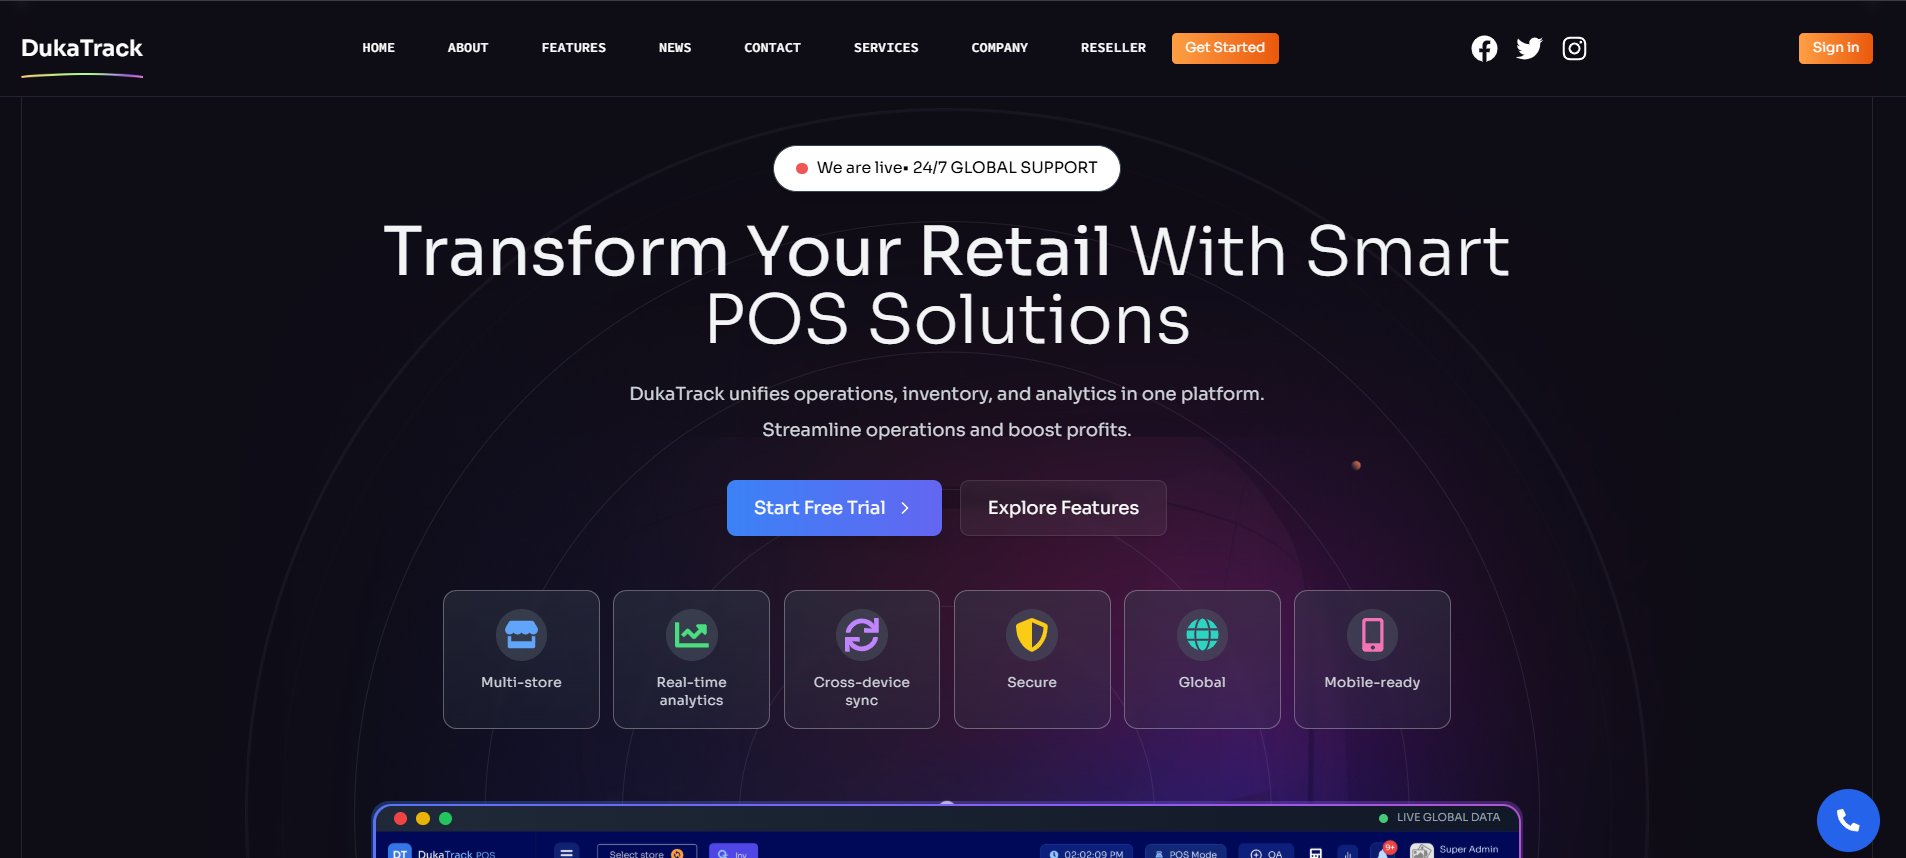 DukaTrack
HOME ABOUT FEATURES NEWS CONTACT SERVICES COMPANY RESELLER Get Started
Sign in
We are live• 24/7 GLOBAL SUPPORT
Transform Your Retail With Smart
POS Solutions
DukaTrack unifies operations, inventory, and analytics in one platform.
Streamline operations and boost profits.
Start Free Trial
Explore Features
Multi-store
Real-time
analytics
Cross-device
sync
Secure
Global
Mobile-ready
LIVE GLOBAL DATA
DT DukaTrack POS
Select store
Inv
02:02:09 PM
POS Mode
QA
9+
Super Admin